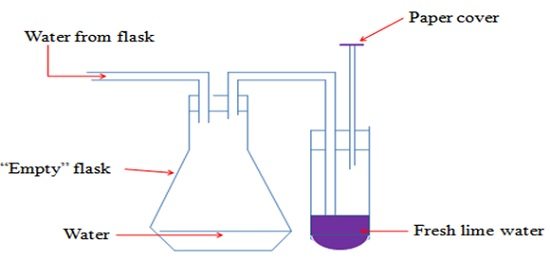 Paper cover
Water from flask
“Empty” flask
Water
Fresh lime water